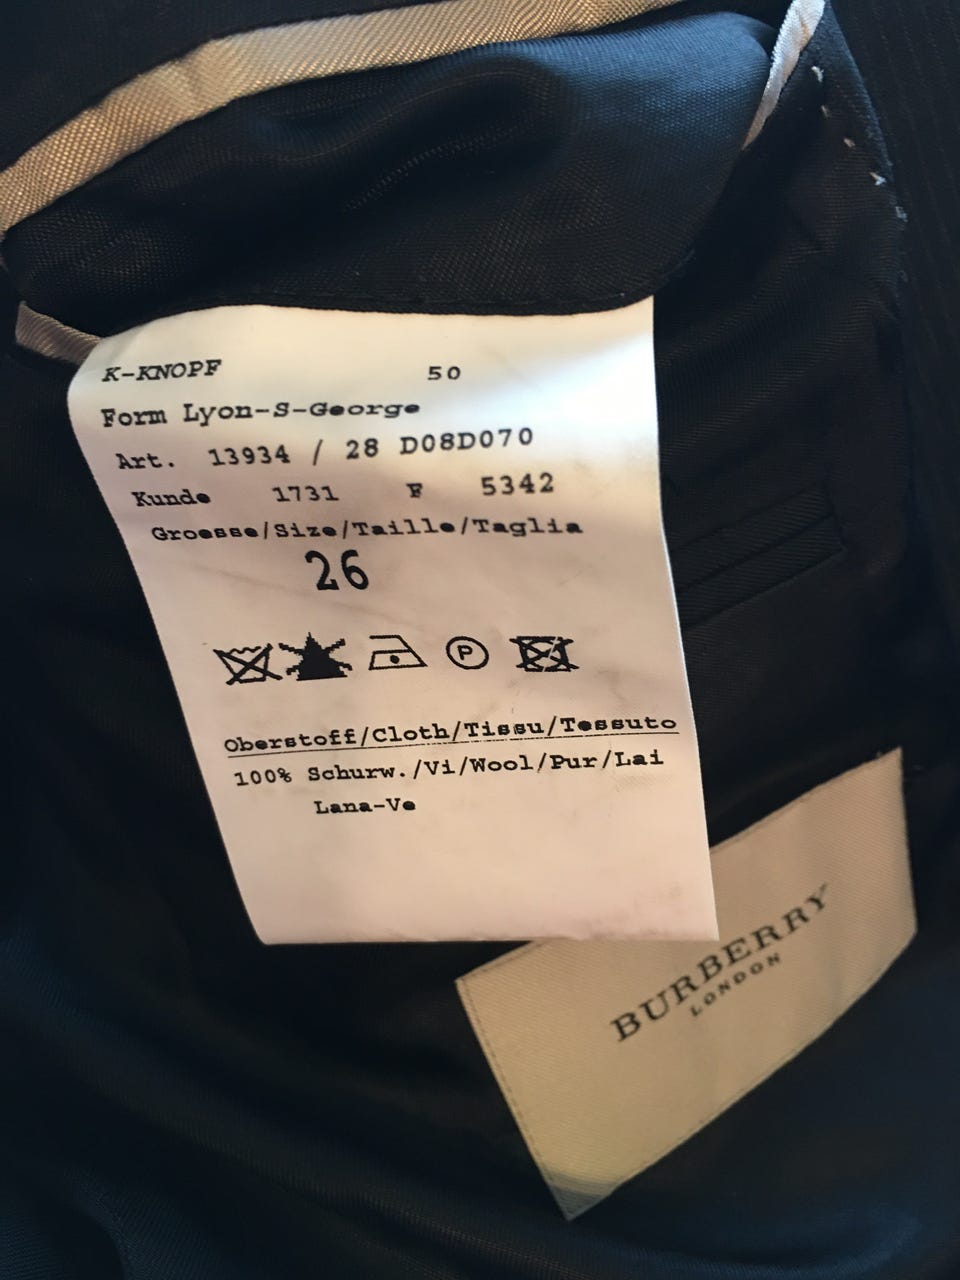 K-KNOPF 50
Form Lyon-S-George
Art. 13934 / 28 D08D070
Kunde 1731 F 5342
Groesse/Size/Taille/Taglia
26
P
Oberstoff/Cloth/Tissu/Tessuto
100% Schurw./Vi/Wool/Pur/Lai
Lana-Ve
BURBERRY
LONDON